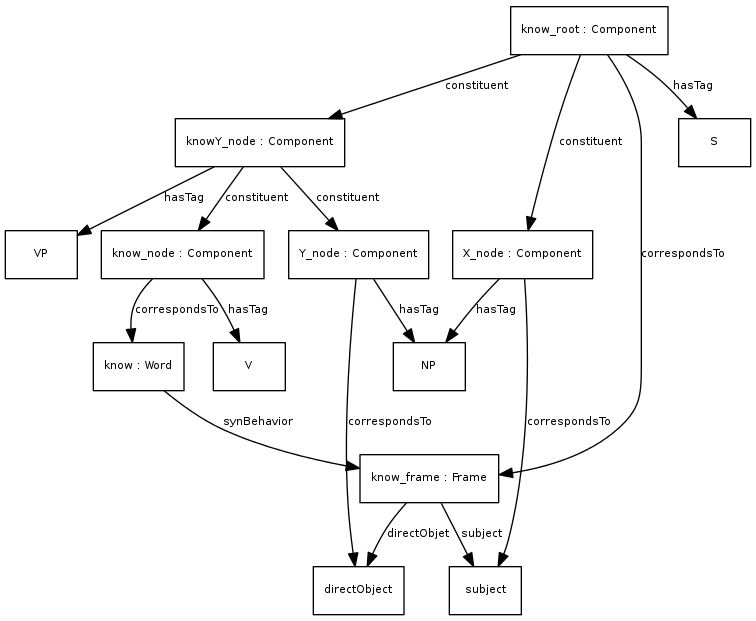 know_root : Component
constituent
hasTag
knowY_node : Component
constituent
S
hasTag
constituent
constituent
VP
know_node : Component
Y_node : Component
X_node : Component
correspondsTo
correspondsTo
hasTag
hasTag
hasTag
know : Word
V
NP
synBehavior
correspondsTo
correspondsTo
know_frame : Frame
directObjet
subject
directObject
subject